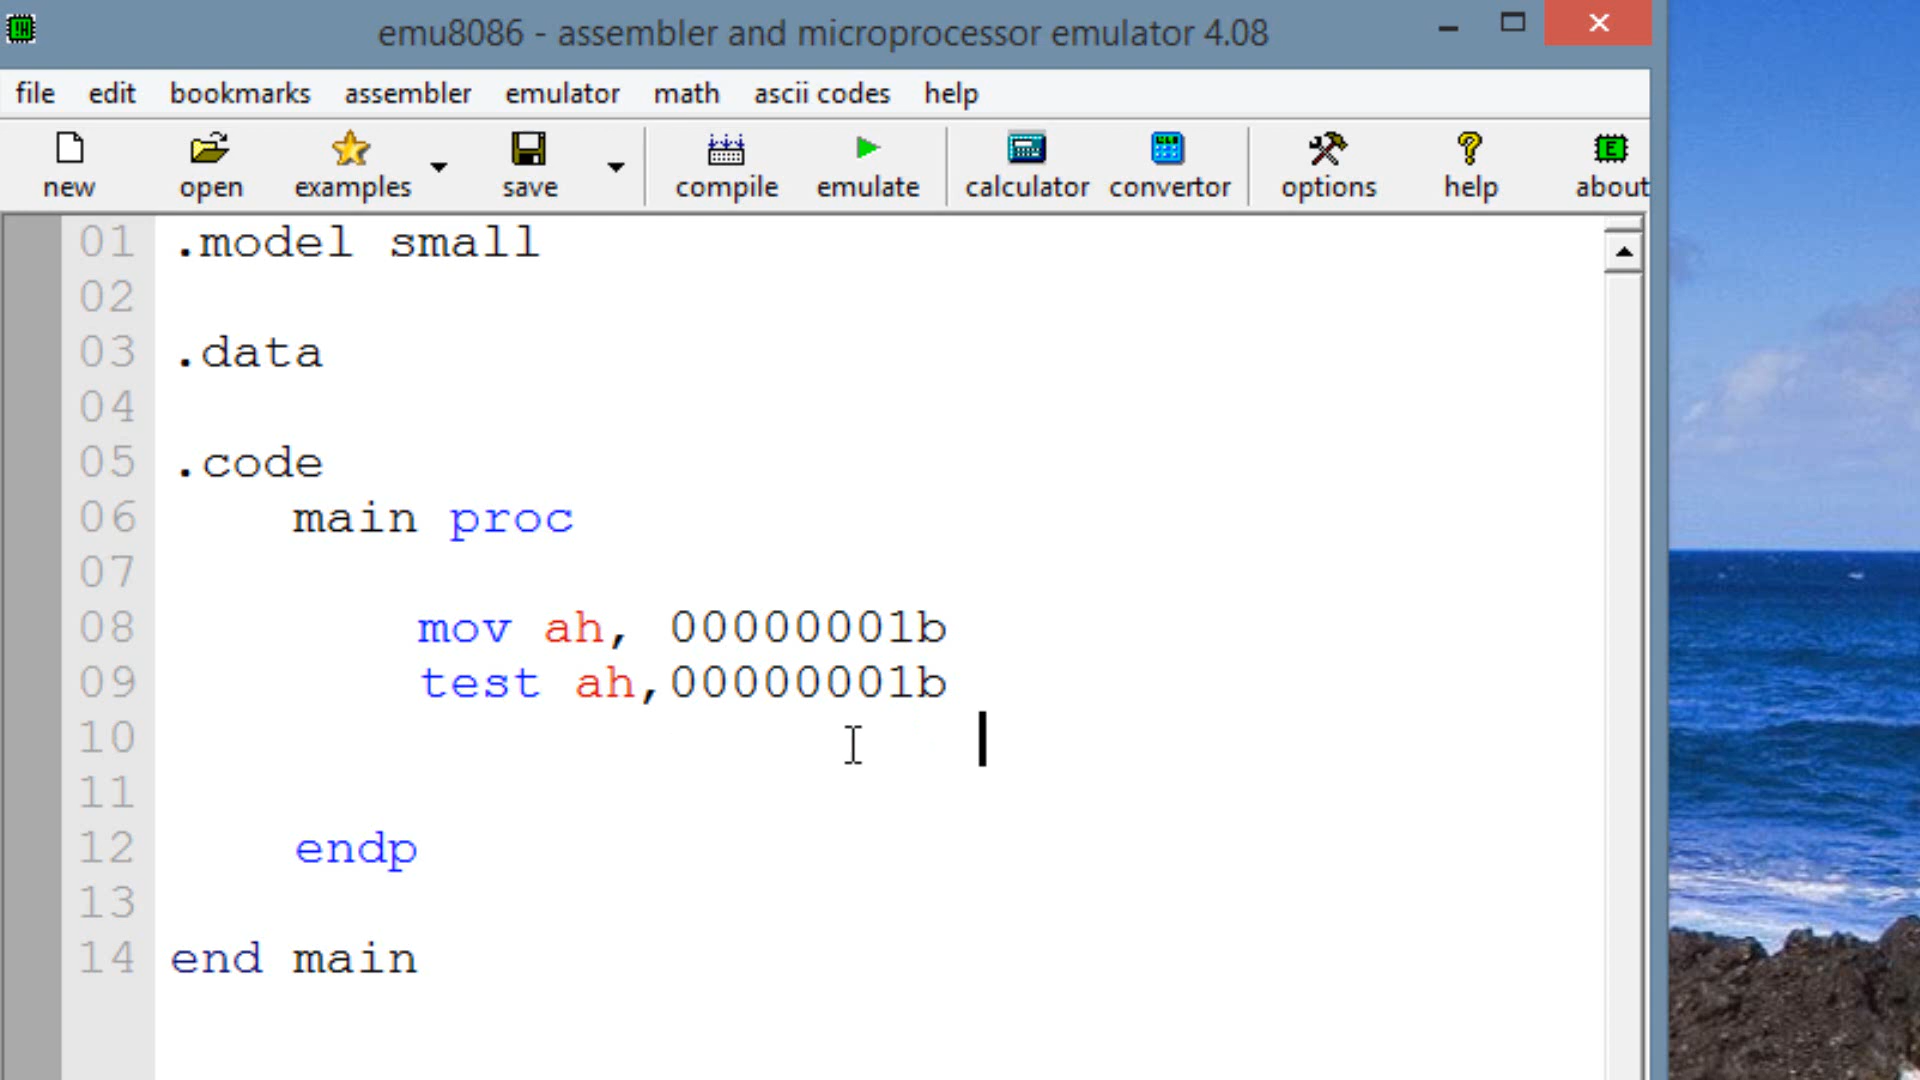 emu8086 - assembler and microprocessor emulator 4.08
file edit bookmarks assembler emulator math ascii codes help
new open examples save compile emulate calculator convertor options help about
01 .model small
02
03 .data
04
05 .code
06 main proc
07
08 mov ah, 00000001b
09 test ah,00000001b
10
11
12 endp
13
14 end main